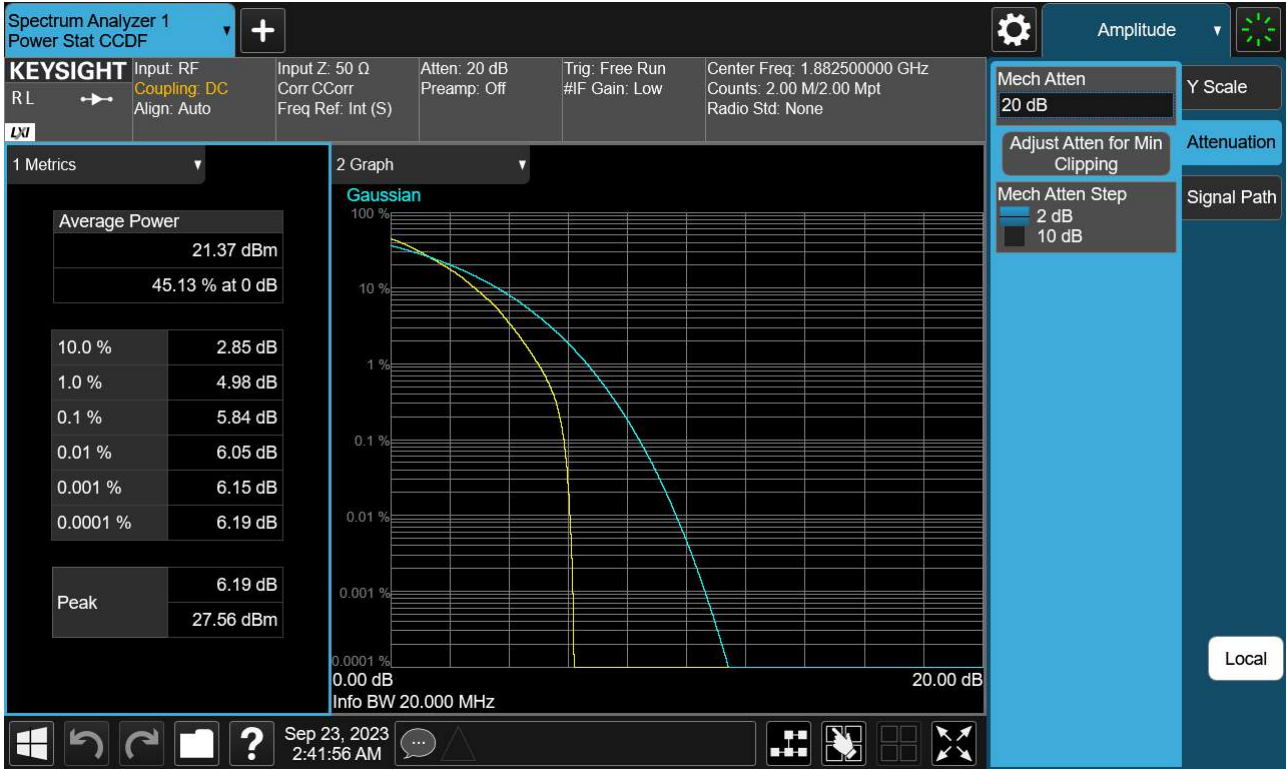 Spectrum Analyzer 1
Power Stat CCDF
+
Amplitude
KEYSIGHT
RL
LXI
Input: RF
Coupling: DC
Align: Auto
Input Z: 50 Ω
Corr CCorr
Freq Ref: Int (S)
Atten: 20 dB
Preamp: Off
Trig: Free Run
#IF Gain: Low
Center Freq: 1.882500000 GHz
Counts: 2.00 M/2.00 Mpt
Radio Std: None
Mech Atten
20 dB
Adjust Atten for Min
Clipping
Mech Atten Step
2 dB
10 dB
Y Scale
Attenuation
Signal Path
Local
1 Metrics
Average Power
21.37 dBm
45.13 % at 0 dB
10.0 % 2.85 dB
1.0 % 4.98 dB
0.1 % 5.84 dB
0.01 % 6.05 dB
0.001 % 6.15 dB
0.0001 % 6.19 dB
Peak
6.19 dB
27.56 dBm
2 Graph
Gaussian
100 %
10 %
1 %
0.1 %
0.01 %
0.001 %
0.0001 %
0.00 dB 20.00 dB
Info BW 20.000 MHz
?
Sep 23, 2023
2:41:56 AM